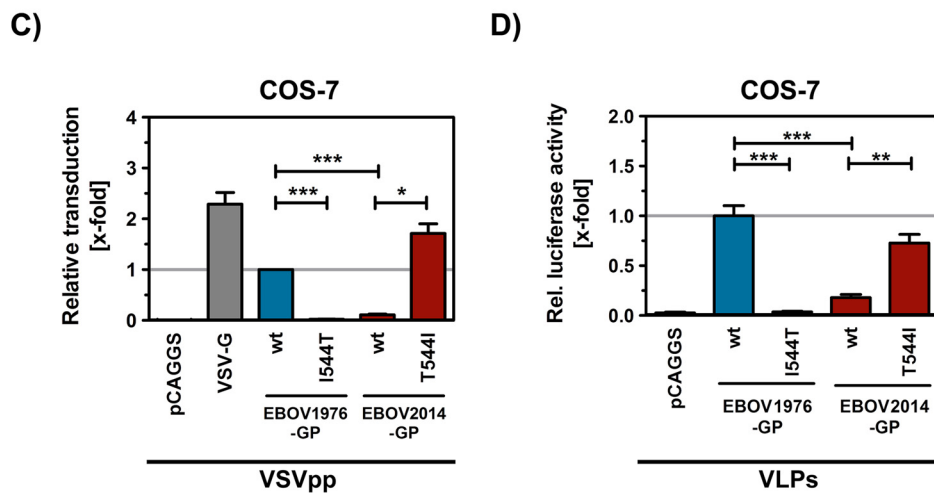 C)
COS-7
Relative transduction
[x-fold]
4
3
2
1
0
***
***
*
pCAGGS
VSV-G
wt
I544T
wt
T544I
EBOV1976
-GP
EBOV2014
-GP
VSVpp
D)
COS-7
Rel. luciferase activity
[x-fold]
2.0
1.5
1.0
0.5
0.0
***
***
**
pCAGGS
wt
I544T
wt
T544I
EBOV1976
-GP
EBOV2014
-GP
VLPs